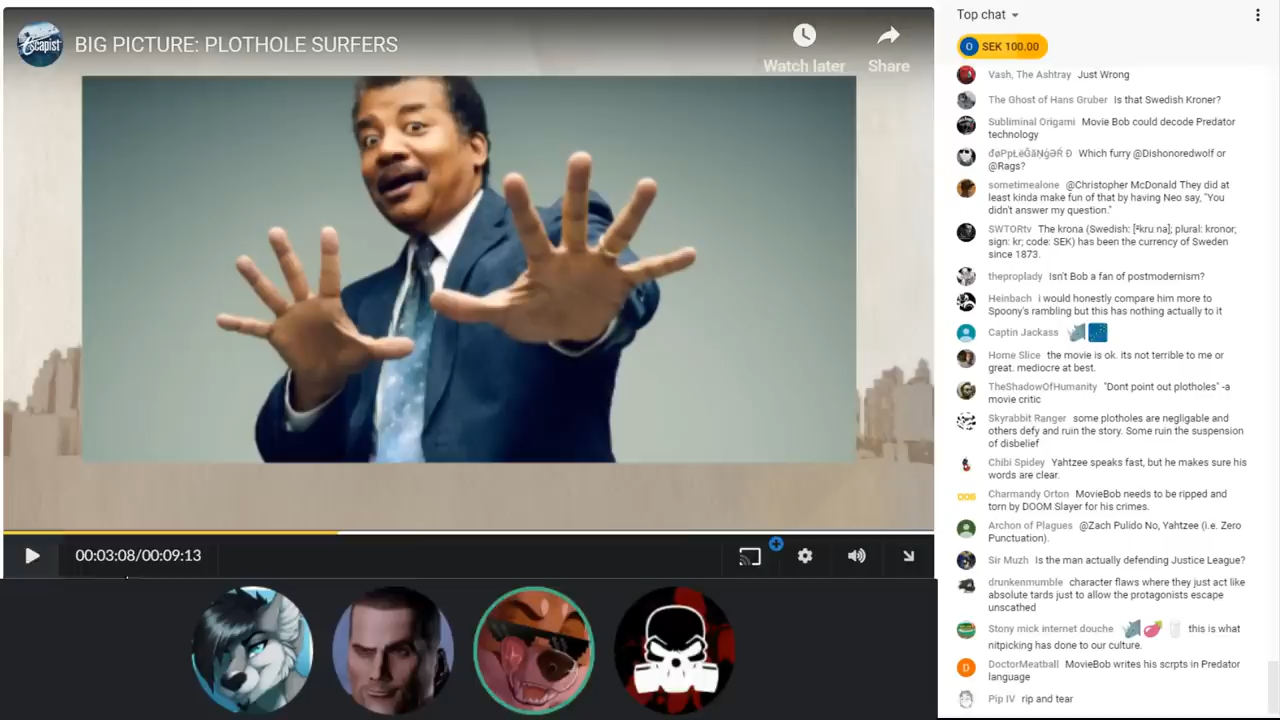 Escapist
BIG PICTURE: PLOTHOLE SURFERS
Watch later
Share
00:03:08/00:09:13
Top chat
O SEK 100.00
Vash, The Ashtray Just Wrong
The Ghost of Hans Gruber Is that Swedish Kroner?
Subliminal Origami Movie Bob could decode Predator
technology
Which furry @Dishonoredwolf or
@Rags?
sometimealone @Christopher McDonald They did at
least kinda make fun of that by having Neo say, "You
didn't answer my question."
SWTORtv The krona (Swedish: [²kruːna]; plural: kronor;
sign: kr; code: SEK) has been the currency of Sweden
since 1873.
theproplady Isn't Bob a fan of postmodernism?
Heinbach i would honestly compare him more to
Spoony's rambling but this has nothing actually to it
Captin Jackass
Home Slice the movie is ok. its not terrible to me or
great. mediocre at best.
TheShadowOfHumanity "Dont point out plotholes" -a
movie critic
Skyrabbit Ranger some plotholes are negligable and
others defy and ruin the story. Some ruin the suspension
of disbelief
Chibi Spidey Yahtzee speaks fast, but he makes sure his
words are clear.
Charmandy Orton MovieBob needs to be ripped and
torn by DOOM Slayer for his crimes.
Archon of Plagues @Zach Pulido No, Yahtzee (i.e. Zero
Punctuation).
Sir Muzh Is the man actually defending Justice League?
drunkenmumble character flaws where they just act like
absolute tards just to allow the protagonists escape
unscathed
Stony mick internet douche this is what
nitpicking has done to our culture.
D DoctorMeatball MovieBob writes his scrpts in Predator
language
Pip IV rip and tear